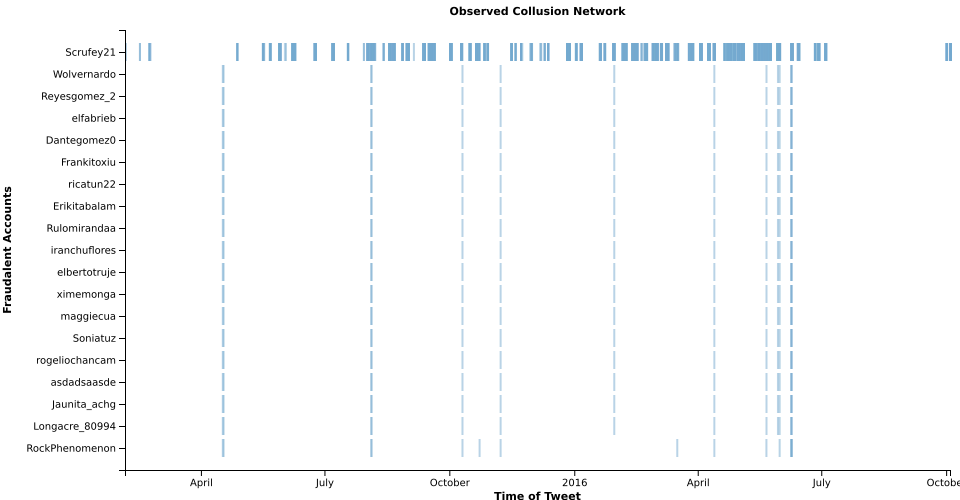 Observed Collusion Network
Fraudalent Accounts
Scrufey21
Wolvernardo
Reyesgomez_2
elfabrieb
Dantegomez0
Frankitoxiu
ricatun22
Erikitabalam
Rulomirandaa
iranchuflores
elbertotruje
ximemonga
maggiecua
Soniatuz
rogeliochancam
asdadsaasde
Jaunita_achg
Longacre_80994
RockPhenomenon
April July October 2016 April July Octobe
Time of Tweet